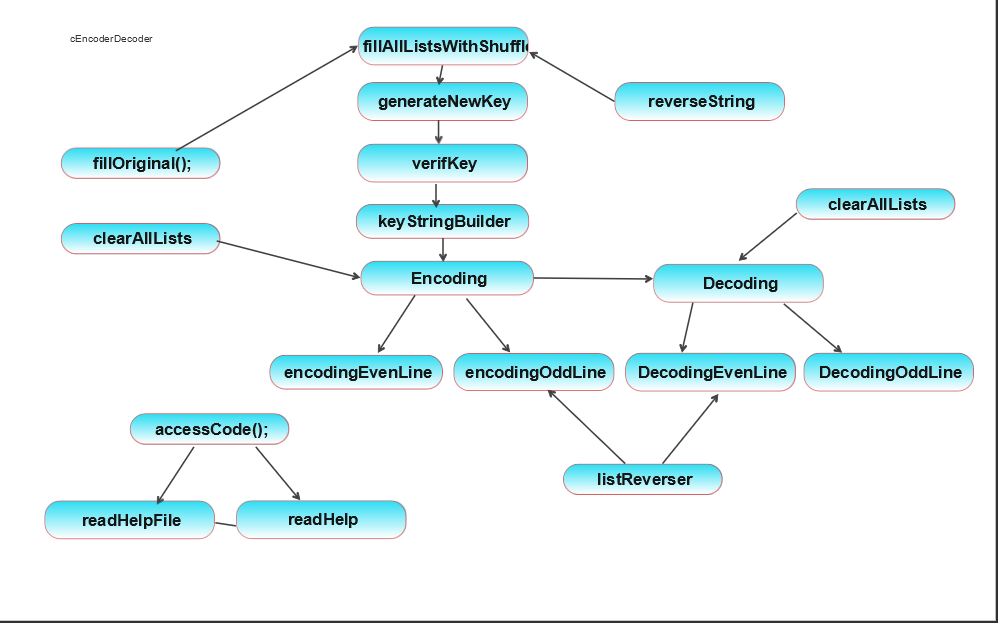 cEncoderDecoder
fillAllListsWithShuffl
generateNewKey
reverseString
fillOriginal();
verifKey
clearAllLists
keyStringBuilder
clearAllLists
Encoding
Decoding
encodingEvenLine
encodingOddLine
DecodingEvenLine
DecodingOddLine
accessCode();
listReverser
readHelpFile
readHelp